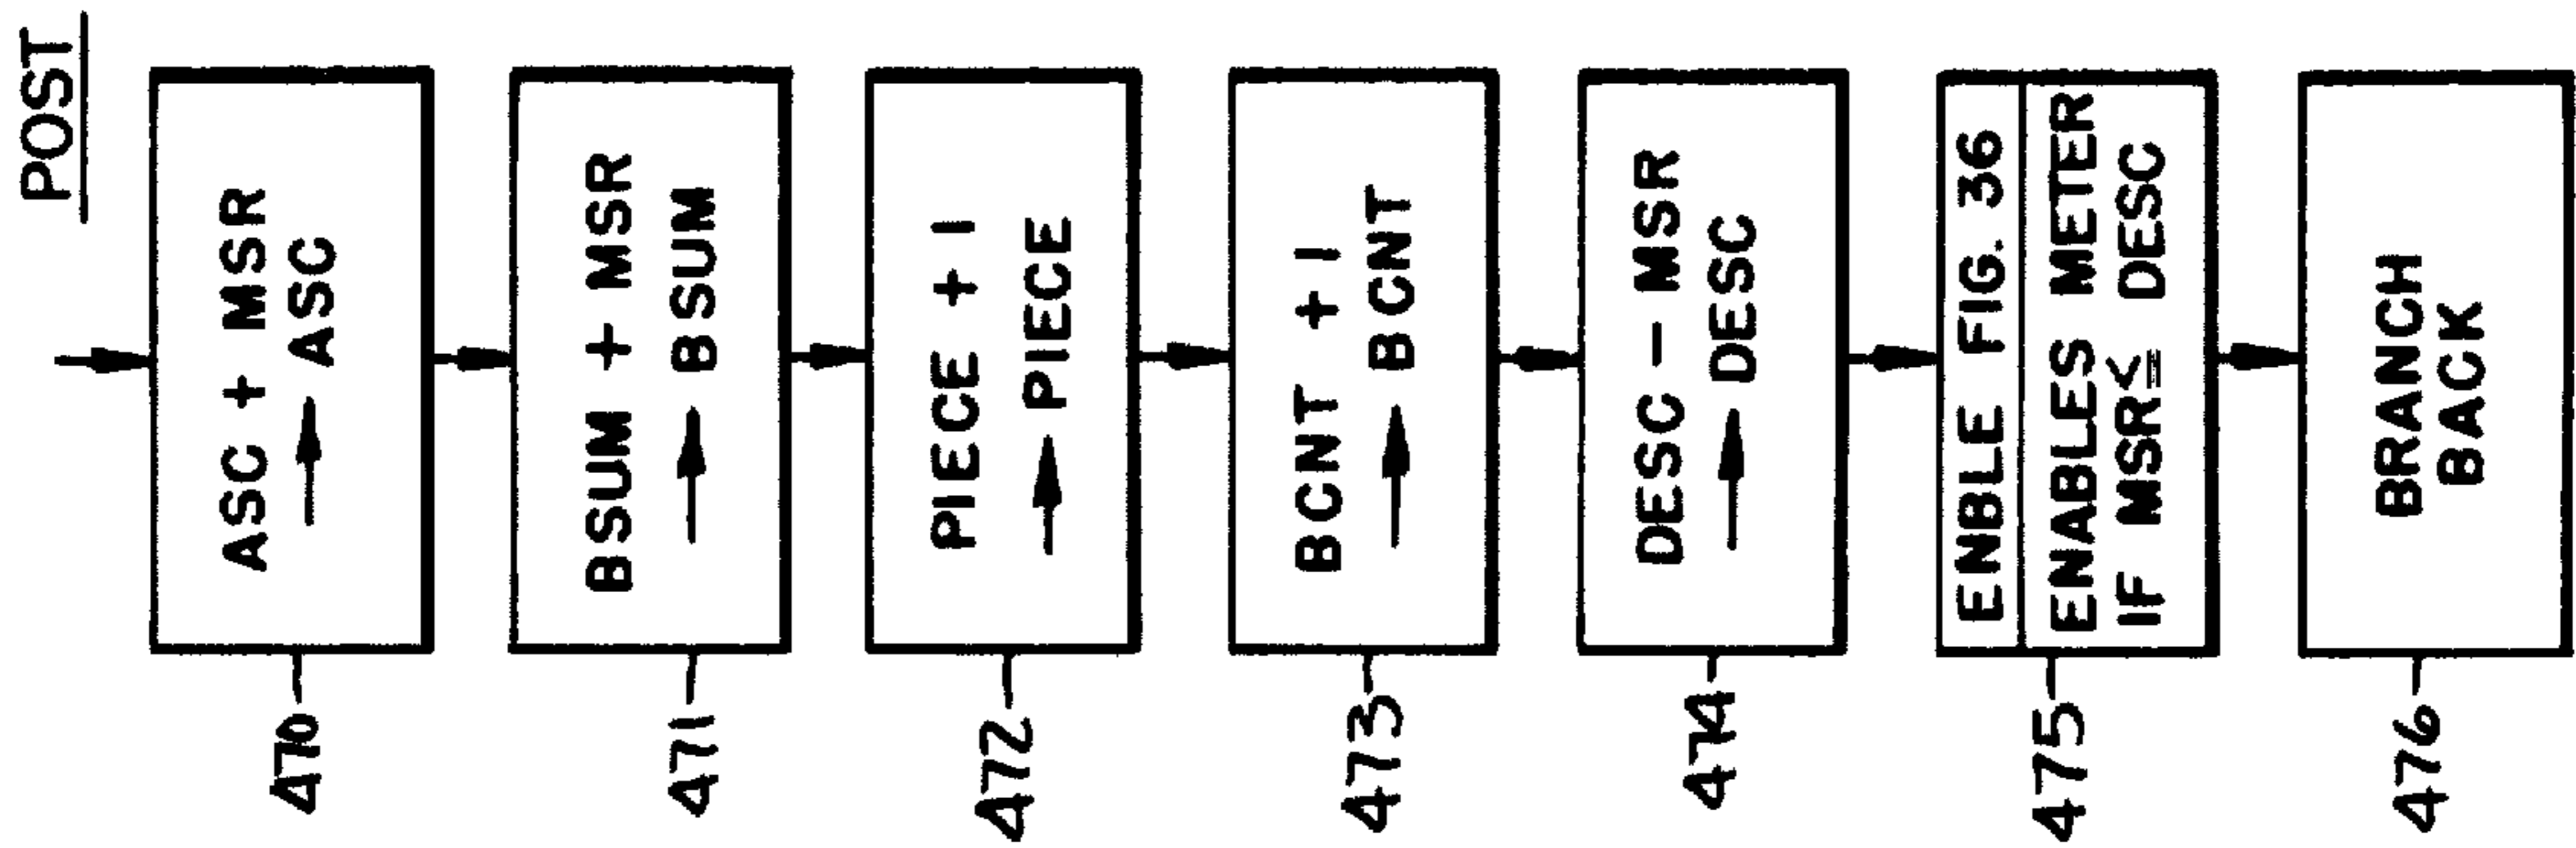 POST
470
ASC + MSR
→ ASC
471
BSUM + MSR
→ BSUM
472
PIECE + 1
→ PIECE
473
BCNT + 1
→ BCNT
474
DESC - MSR
→ DESC
475
ENBLE FIG. 36
ENABLES METER
IF MSR ≤ DESC
476
BRANCH
BACK